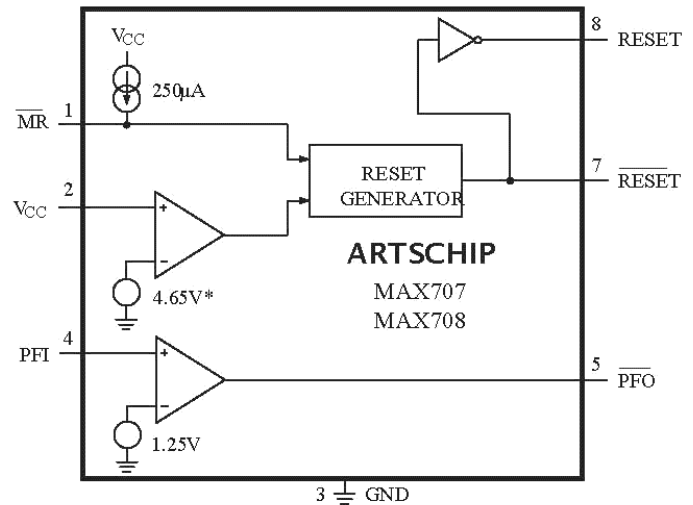 VCC
250µA
1
MR
2
VCC
4.65V*
4
PFI
1.25V
RESET
GENERATOR
ARTSCHIP
MAX707
MAX708
8
RESET
7
RESET
5
PFO
3
GND